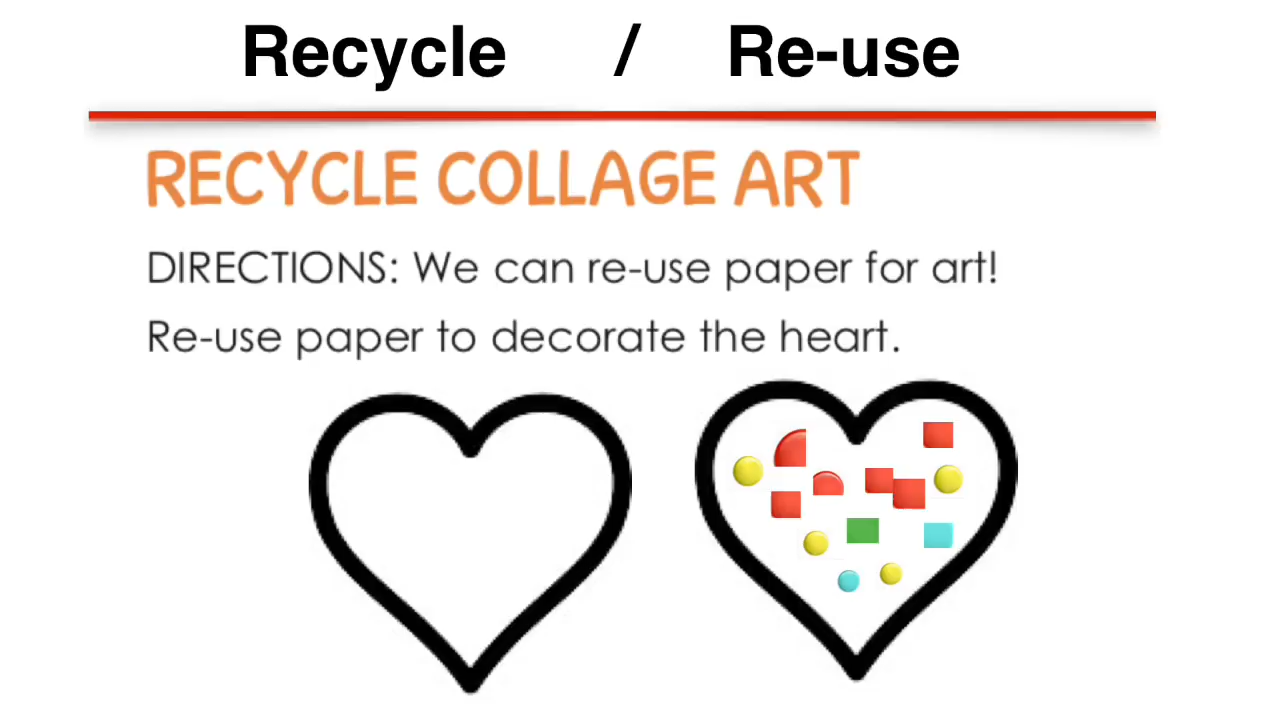 Recycle / Re-use
RECYCLE COLLAGE ART
DIRECTIONS: We can re-use paper for art!
Re-use paper to decorate the heart.